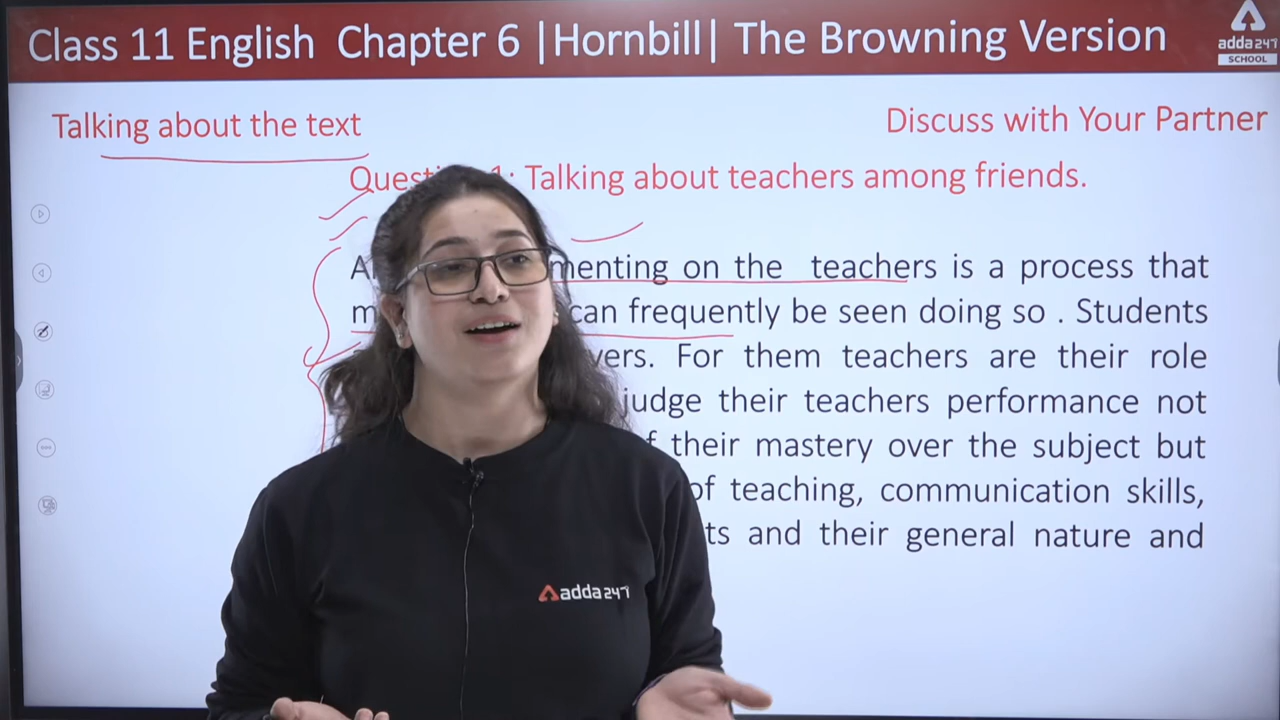 Class 11 English Chapter 6 |Hornbill| The Browning Version
adda247
SCHOOL
Talking about the text
Discuss with Your Partner
Talking about teachers among friends.
on the teachers is a process that
can frequently be seen doing so . Students
For them teachers are their role
judge their teachers performance not
their mastery over the subject but
of teaching, communication skills,
and their general nature and
adda247